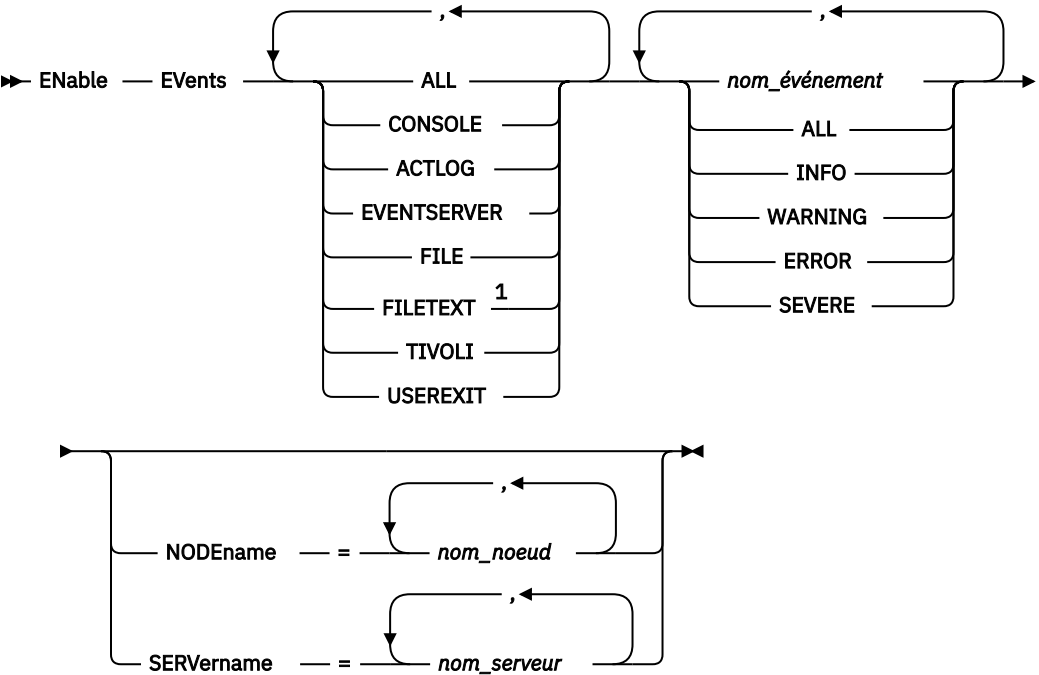 , ,
ENable EVents ALL nom_événement
CONSOLE ALL
ACTLOG INFO
EVENTSERVER WARNING
FILE ERROR
FILETEXT 1 SEVERE
TIVOLI
USEREXIT
,
NODEname = nom_noeud
,
SERVername = nom_serveur